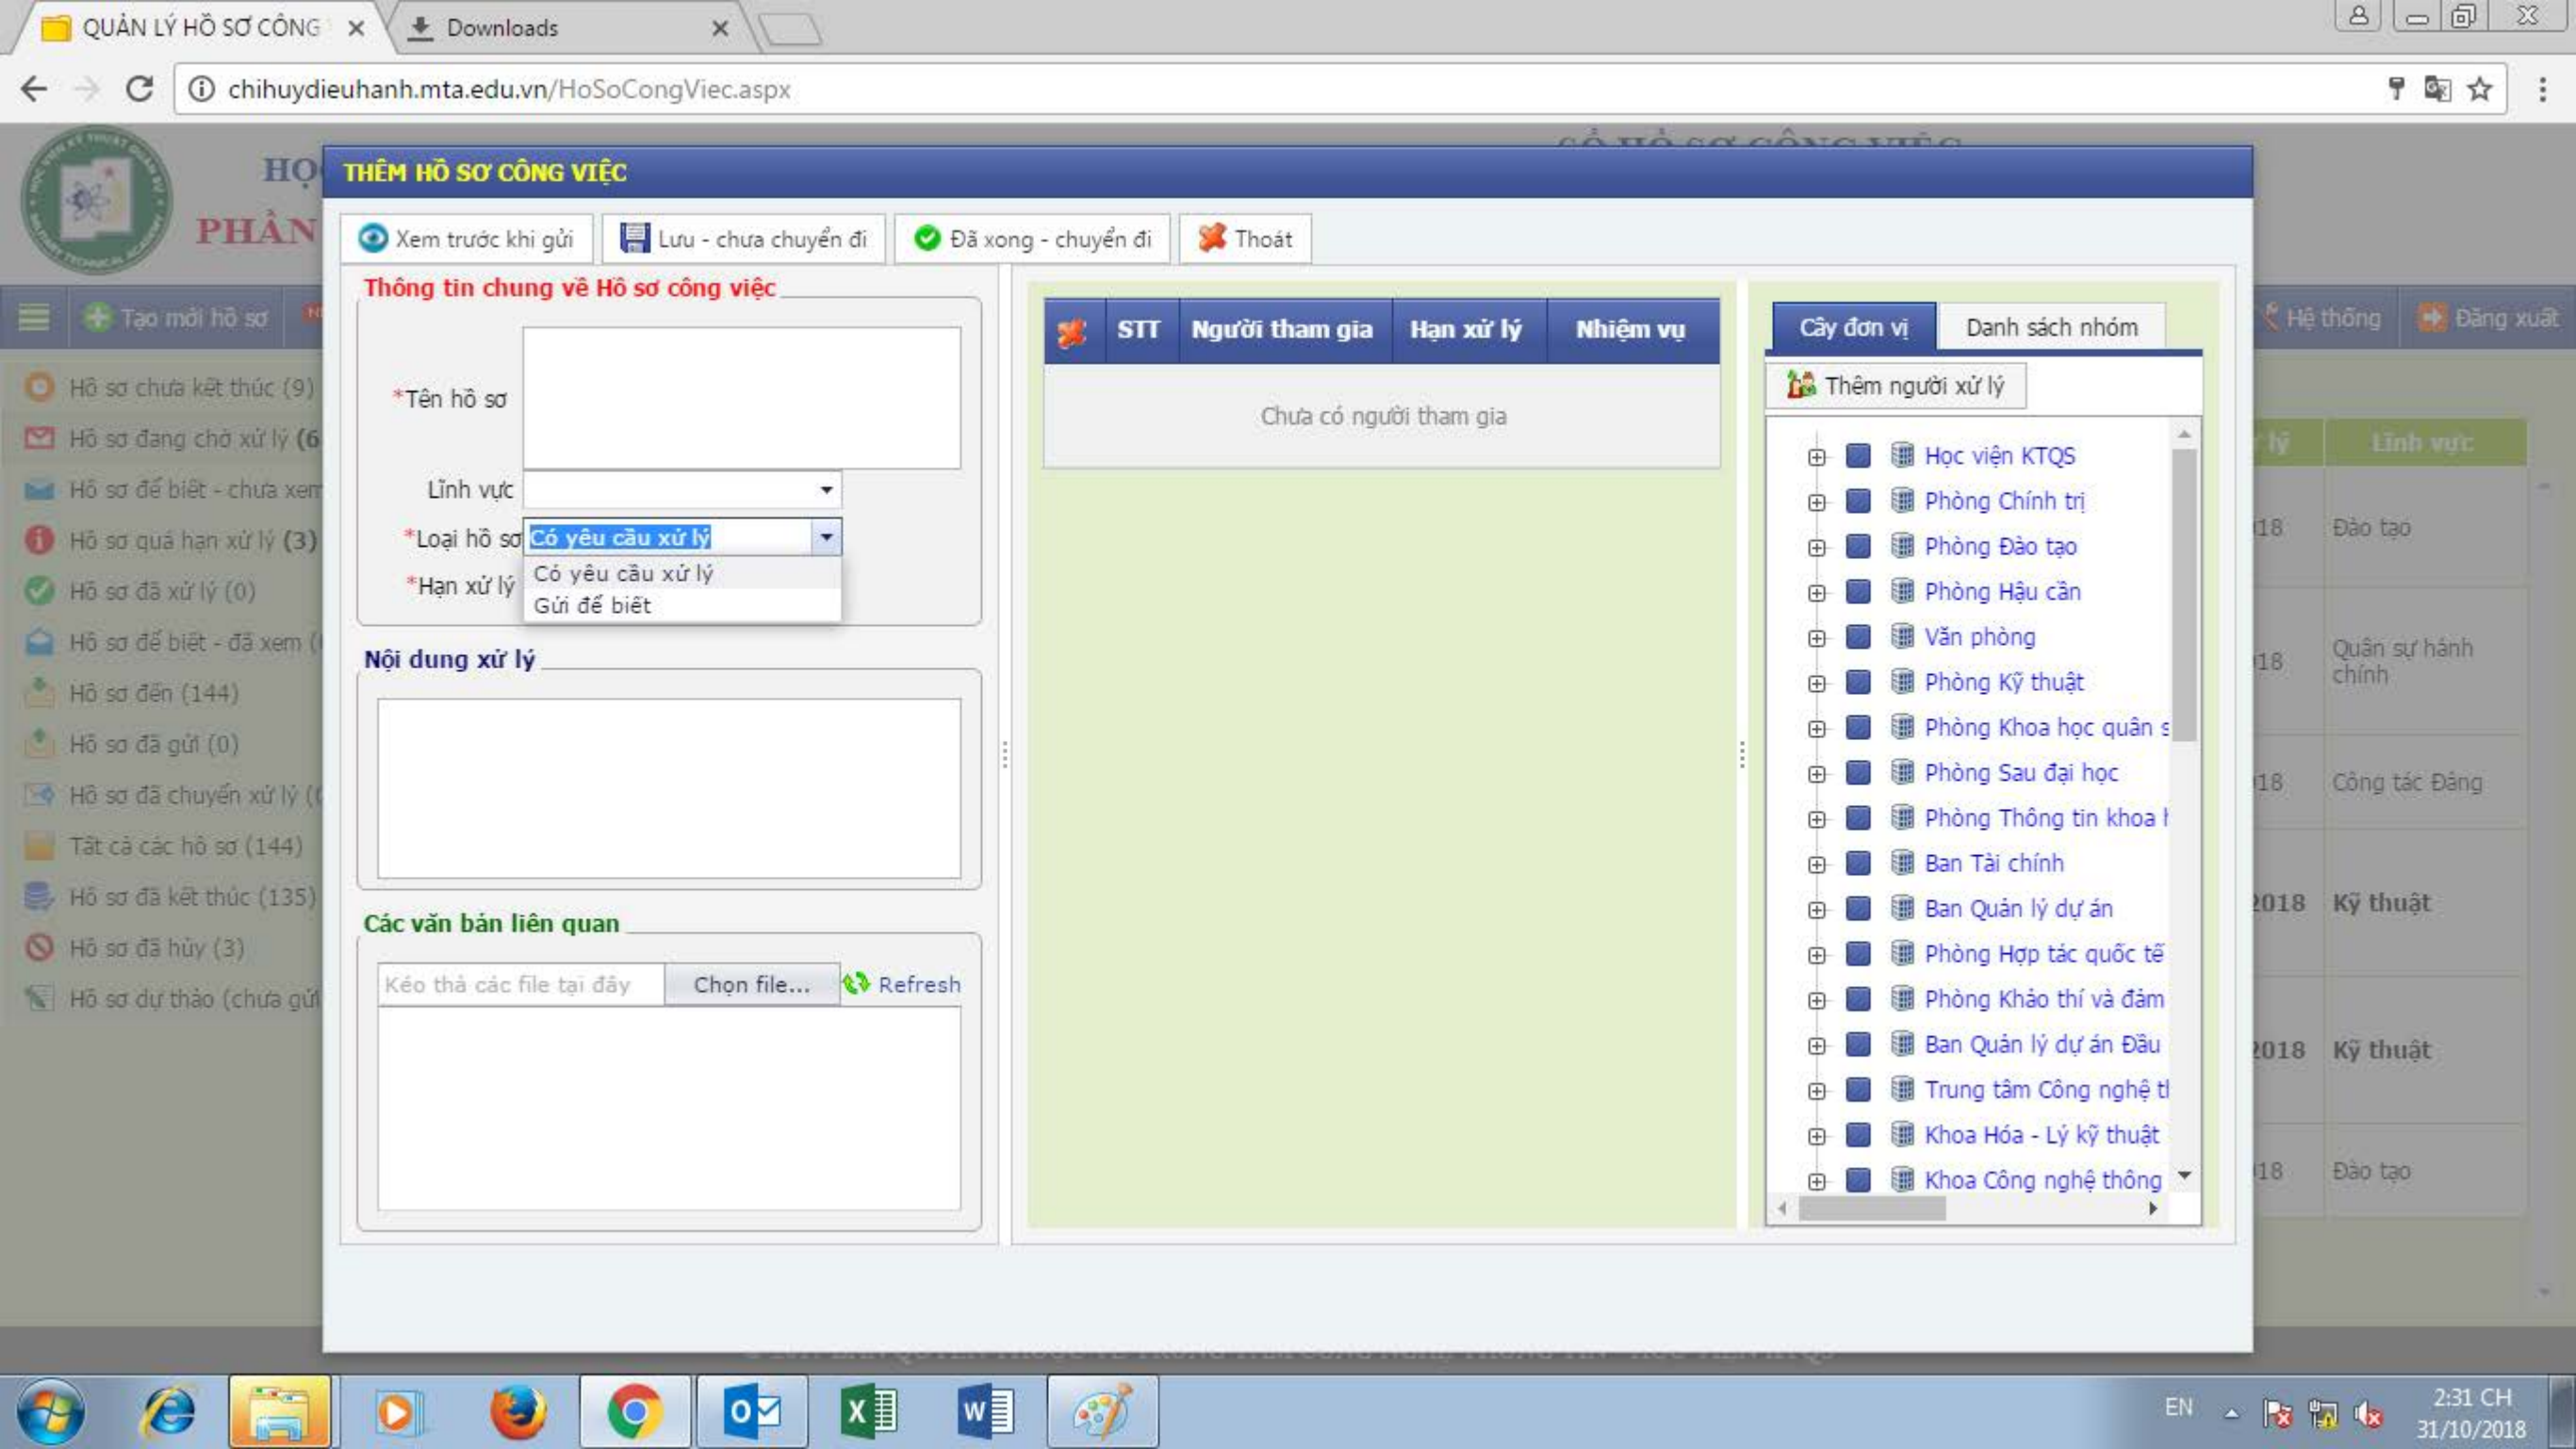 QUẢN LÝ HỒ SƠ CÔNG
Downloads
chihuydieuhanh.mta.edu.vn/HoSoCongViec.aspx
SỔ HỒ SƠ CÔNG VIỆC
THÊM HỒ SƠ CÔNG VIỆC
PHẦN
Xem trước khi gửi
Lưu - chưa chuyển đi
Đã xong - chuyển đi
Thoát
Tạo mới hồ sơ
Hệ thống
Đăng xuất
Hồ sơ chưa kết thúc (9)
Hồ sơ đang chờ xử lý (6
Hồ sơ để biết - chưa xem
Hồ sơ quá hạn xử lý (3)
Hồ sơ đã xử lý (0)
Hồ sơ để biết - đã xem (
Hồ sơ đến (144)
Hồ sơ đã gửi (0)
Hồ sơ đã chuyển xử lý (
Tất cả các hồ sơ (144)
Hồ sơ đã kết thúc (135)
Hồ sơ đã hủy (3)
Hồ sơ dự thảo (chưa gửi
Thông tin chung về Hồ sơ công việc
*Tên hồ sơ
Lĩnh vực
*Loại hồ sơ Có yêu cầu xử lý
Có yêu cầu xử lý
Gửi để biết
*Hạn xử lý
Nội dung xử lý
Các văn bản liên quan
Kéo thả các file tại đây Chọn file... Refresh
STT Người tham gia Hạn xử lý Nhiệm vụ
Chưa có người tham gia
Cây đơn vị Danh sách nhóm
Thêm người xử lý
Học viện KTQS
Phòng Chính trị
Phòng Đào tạo
Phòng Hậu cần
Văn phòng
Phòng Kỹ thuật
Phòng Khoa học quân s
Phòng Sau đại học
Phòng Thông tin khoa h
Ban Tài chính
Ban Quản lý dự án
Phòng Hợp tác quốc tế
Phòng Khảo thí và đảm
Ban Quản lý dự án Đầu
Trung tâm Công nghệ tl
Khoa Hóa - Lý kỹ thuật
Khoa Công nghệ thông
lý Lĩnh vực
18 Đào tạo
18 Quân sự hành
chính
18 Công tác Đảng
2018 Kỹ thuật
2018 Kỹ thuật
18 Đào tạo
EN
2:31 CH
31/10/2018